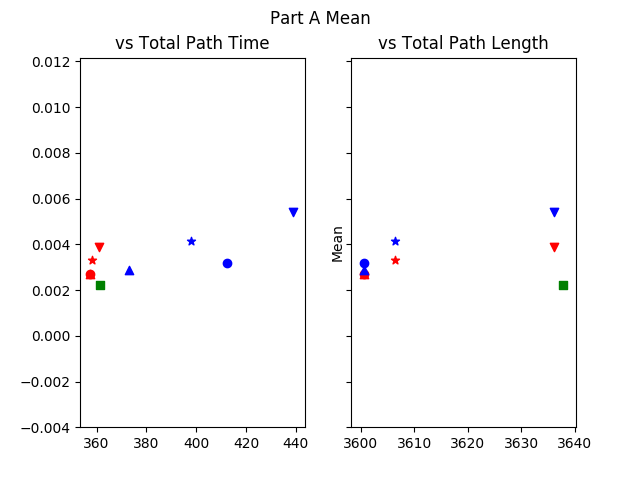 Part A Mean
vs Total Path Time
vs Total Path Length
0.012
0.010
0.008
0.006
0.004
0.002
0.000
−0.002
−0.004
Mean
360 380 400 420 440
3600 3610 3620 3630 3640